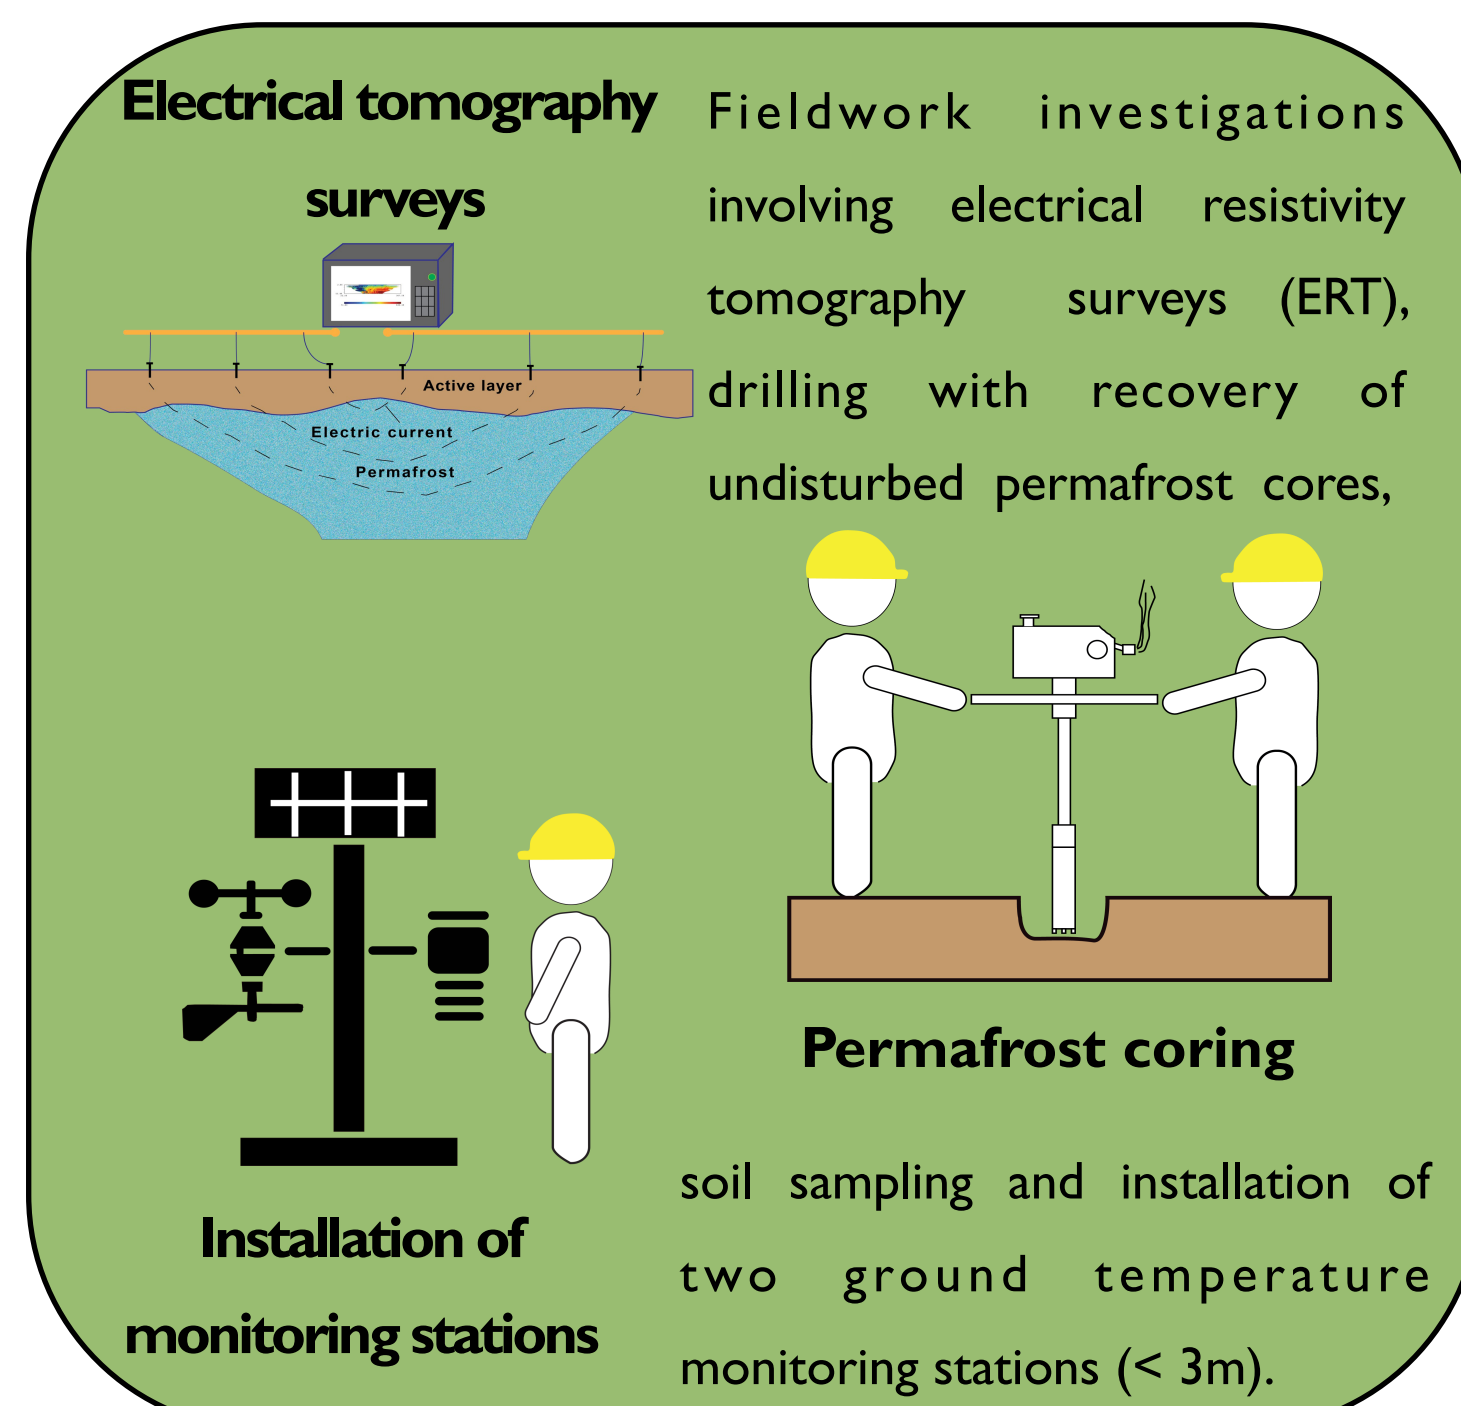 Electrical tomography
surveys
Active layer
Electric current
Permafrost
Fieldwork investigations
involving electrical resistivity
tomography surveys (ERT),
drilling with recovery of
undisturbed permafrost cores,
Permafrost coring
soil sampling and installation of
two ground temperature
monitoring stations (< 3m).
Installation of
monitoring stations